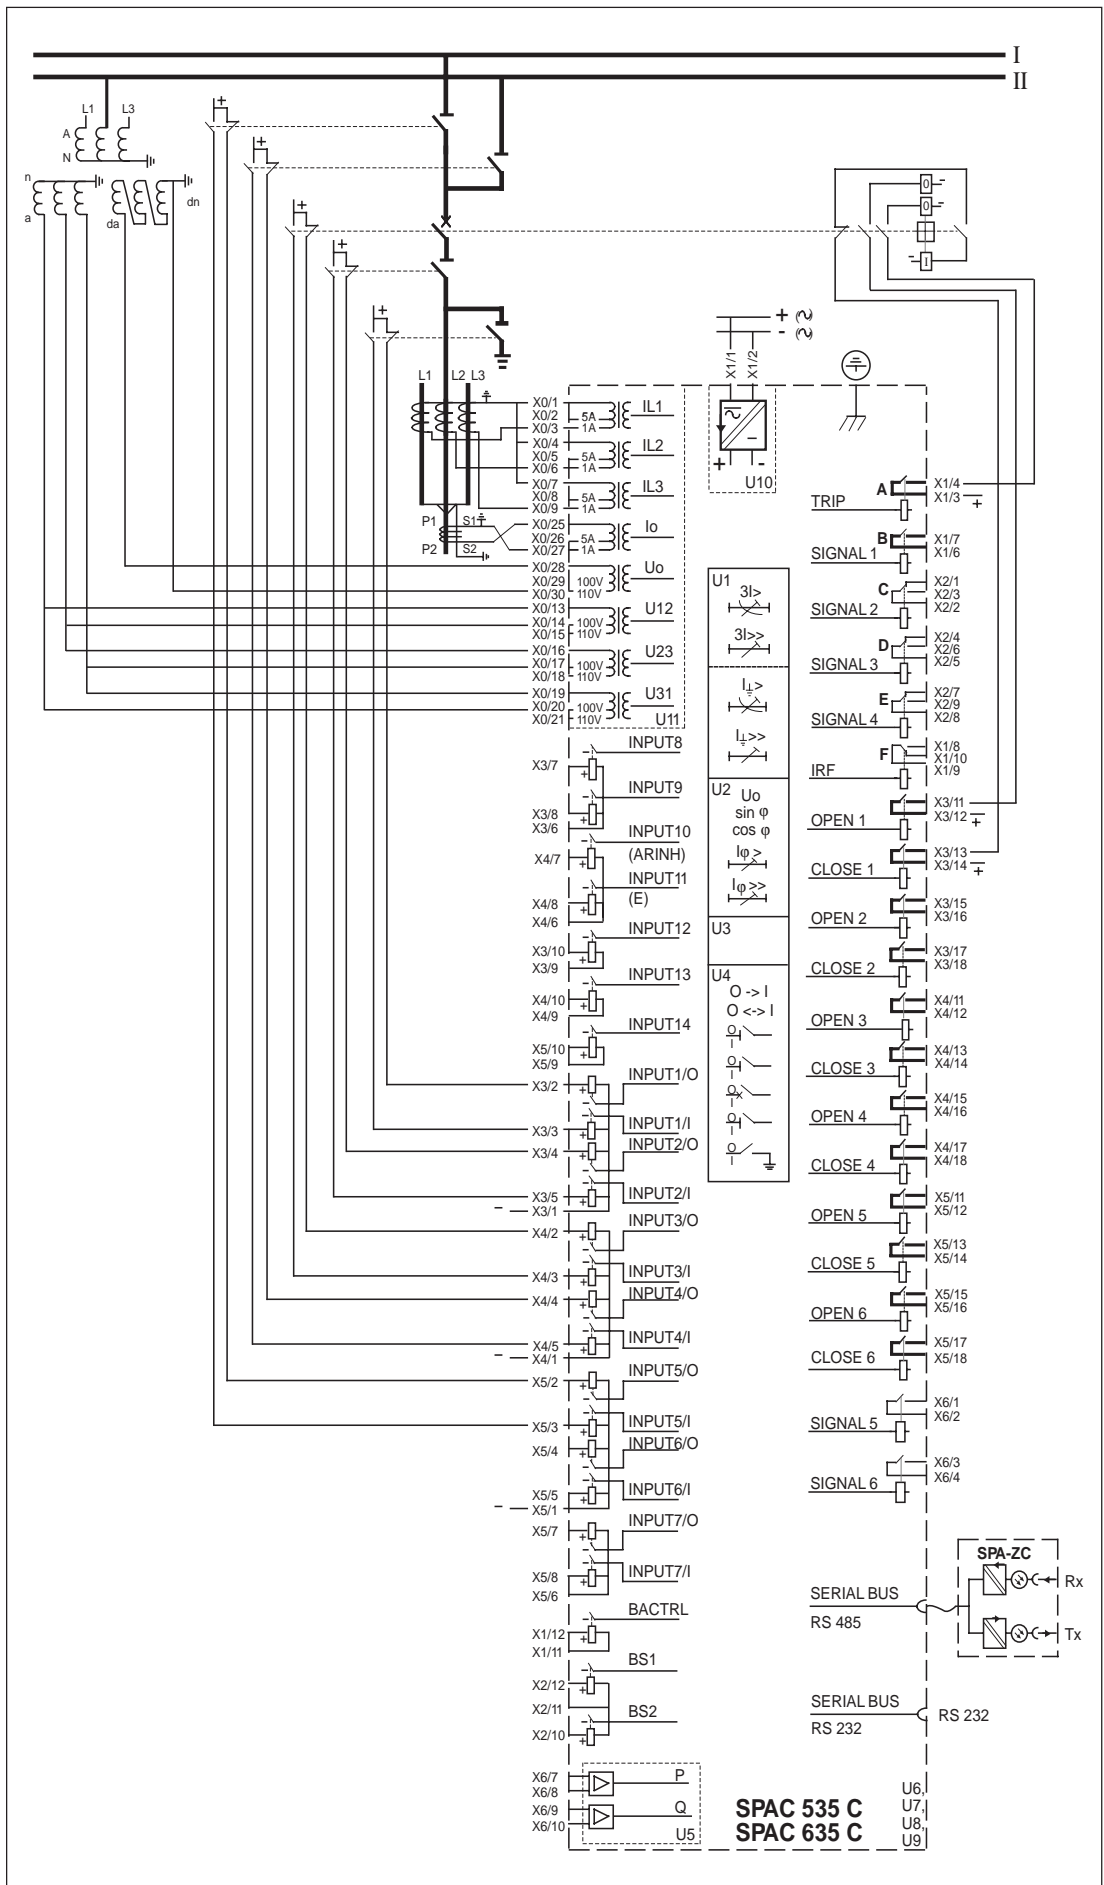 I
II
L1 L3
A
N
n
a
da
dn
0
0
I
L1 L2 L3
P1 S1
P2 S2
X1/1 X1/2
+ (~)
- (~)
+ -
U10
X0/1
X0/2 5A
X0/3 1A
IL1
X0/4
X0/5 5A
X0/6 1A
IL2
X0/7
X0/8 5A
X0/9 1A
IL3
X0/25
X0/26 5A
X0/27 1A
Io
X0/28
X0/29 100V
X0/30 110V
Uo
X0/13
X0/14 100V
X0/15 110V
U12
X0/16
X0/17 100V
X0/18 110V
U23
X0/19
X0/20 100V
X0/21 110V
U31
U11
INPUT8
X3/7
INPUT9
X3/8
X3/6
INPUT10
(ARINH)
X4/7
INPUT11
(E)
X4/8
X4/6
INPUT12
X3/10
X3/9
INPUT13
X4/10
X4/9
INPUT14
X5/10
X5/9
X3/2 INPUT1/O
X3/3 INPUT1/I
X3/4 INPUT2/O
X3/5 INPUT2/I
X3/1
X4/2 INPUT3/O
X4/3 INPUT3/I
X4/4 INPUT4/O
X4/5 INPUT4/I
X4/1
X5/2 INPUT5/O
X5/3 INPUT5/I
X5/4 INPUT6/O
X5/5 INPUT6/I
X5/1
X5/7 INPUT7/O
X5/8 INPUT7/I
X5/6
BACTRL
X1/12
X1/11
BS1
X2/12
X2/11
BS2
X2/10
X6/7 P
X6/8
X6/9 Q
X6/10
U5
U1
3I>
3I>>
I⏚>
I⏚>>
U2
Uo
sin φ
cos φ
Iφ >
Iφ >>
U3
U4
O -> I
O <-> I
O
I
O
I
O
I
O
I
O
I
TRIP A X1/4
X1/3
SIGNAL 1 B X1/7
X1/6
SIGNAL 2 C X2/1
X2/3
X2/2
SIGNAL 3 D X2/4
X2/6
X2/5
SIGNAL 4 E X2/7
X2/9
X2/8
IRF F X1/8
X1/10
X1/9
OPEN 1 X3/11
X3/12
CLOSE 1 X3/13
X3/14
OPEN 2 X3/15
X3/16
CLOSE 2 X3/17
X3/18
OPEN 3 X4/11
X4/12
CLOSE 3 X4/13
X4/14
OPEN 4 X4/15
X4/16
CLOSE 4 X4/17
X4/18
OPEN 5 X5/11
X5/12
CLOSE 5 X5/13
X5/14
OPEN 6 X5/15
X5/16
CLOSE 6 X5/17
X5/18
SIGNAL 5 X6/1
X6/2
SIGNAL 6 X6/3
X6/4
SPA-ZC
Rx
Tx
SERIAL BUS
RS 485
SERIAL BUS
RS 232
RS 232
SPAC 535 C
SPAC 635 C
U6,
U7,
U8,
U9